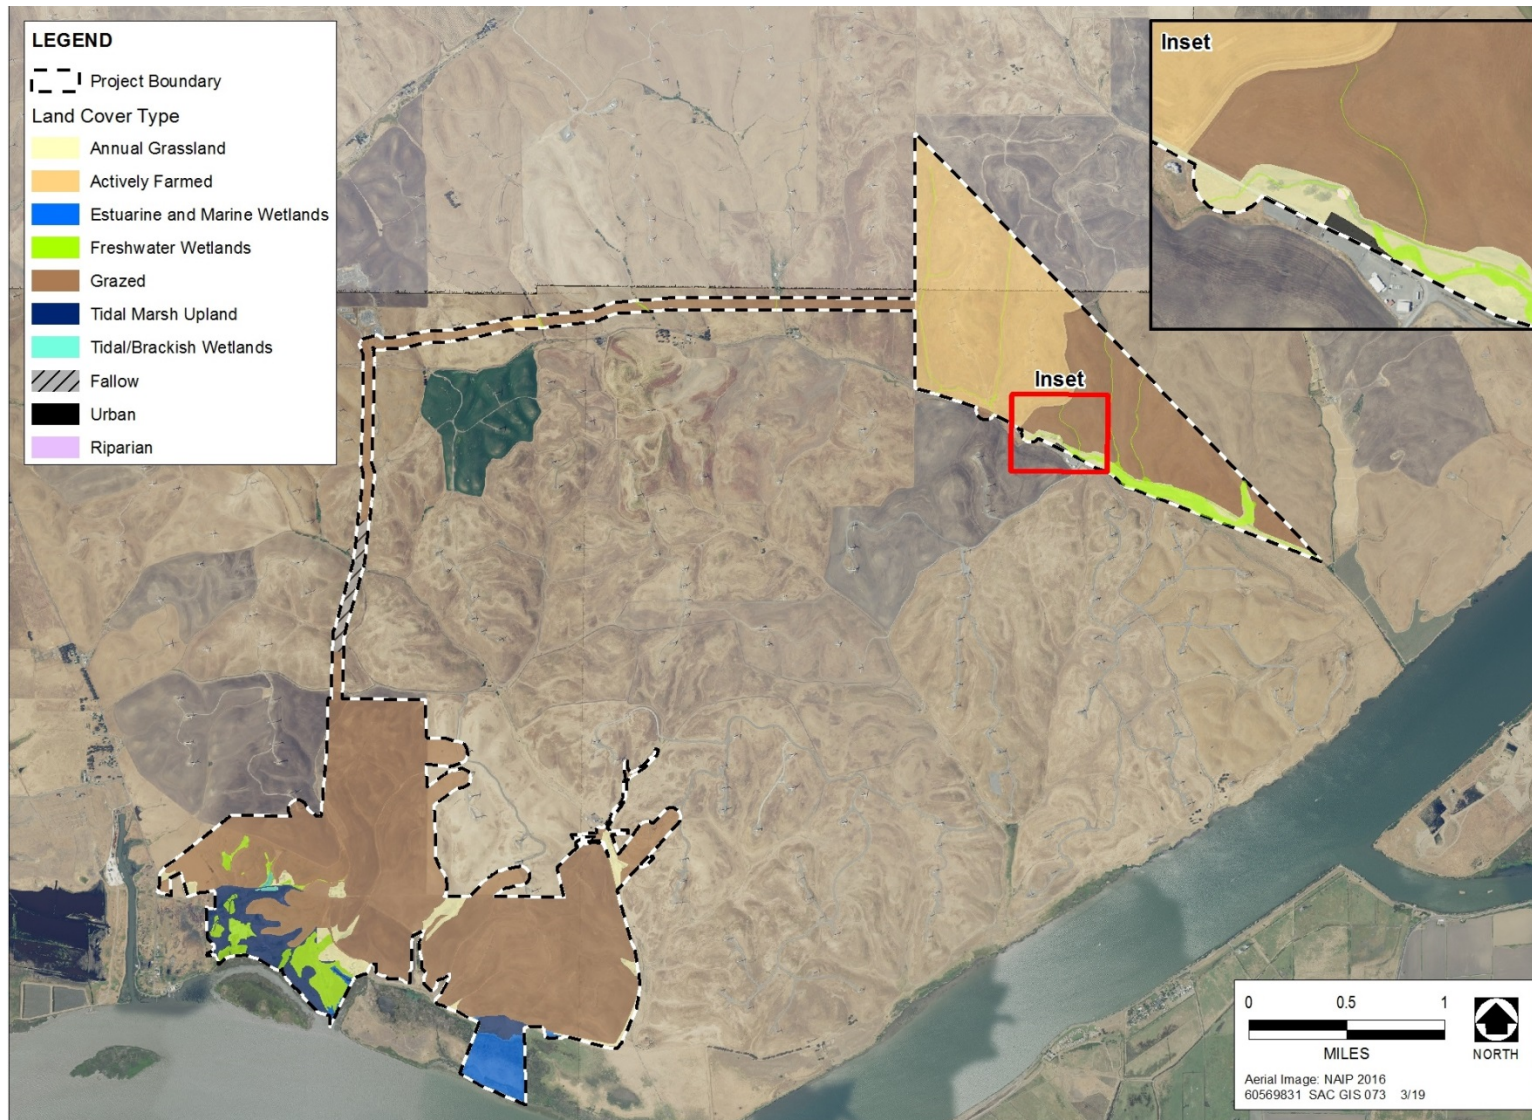 LEGEND
Project Boundary
Land Cover Type
Annual Grassland
Actively Farmed
Estuarine and Marine Wetlands
Freshwater Wetlands
Grazed
Tidal Marsh Upland
Tidal/Brackish Wetlands
Fallow
Urban
Riparian
Inset
Inset
0 0.5 1
MILES
NORTH
Aerial Image: NAIP 2016
60569831 SAC GIS 073 3/19